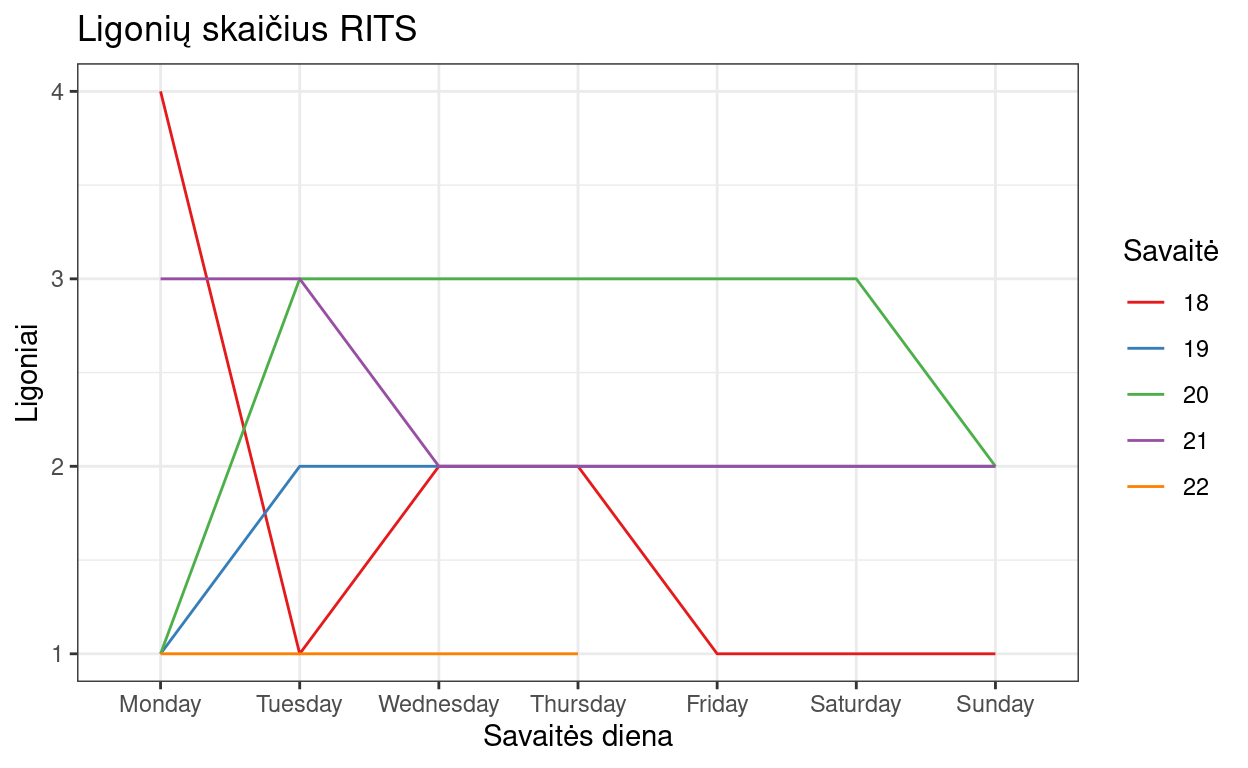 Ligonių skaičius RITS
4
3
2
1
Ligoniai
Monday Tuesday Wednesday Thursday Friday Saturday Sunday
Savaitės diena
Savaitė
18
19
20
21
22